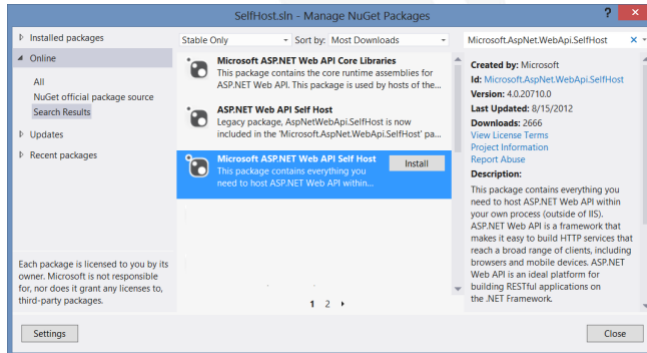 SelfHost.sln - Manage NuGet Packages
? X
Installed packages
Online
All
NuGet official package source
Search Results
Updates
Recent packages
Each package is licensed to you by its
owner. Microsoft is not responsible
for, nor does it grant any licenses to,
third-party packages.
Settings
Stable Only
Sort by: Most Downloads
Microsoft ASP.NET Web API Core Libraries
This package contains the core runtime assemblies for
ASP.NET Web API. This package is used by hosts of the...
ASP.NET Web API Self Host
Legacy package, AspNetWebApi.SelfHost is now
included in the 'Microsoft.AspNet.WebApi.SelfHost' pa...
Microsoft ASP.NET Web API Self Host
This package contains everything you
need to host ASP.NET Web API within...
Install
1 2
Microsoft.AspNet.WebApi.SelfHost
Created by: Microsoft
Id: Microsoft.AspNet.WebApi.SelfHost
Version: 4.0.20710.0
Last Updated: 8/15/2012
Downloads: 2666
View License Terms
Project Information
Report Abuse
Description:
This package contains everything you
need to host ASP.NET Web API within
your own process (outside of IIS).
ASP.NET Web API is a framework that
makes it easy to build HTTP services that
reach a broad range of clients, including
browsers and mobile devices. ASP.NET
Web API is an ideal platform for
building RESTful applications on
the .NET Framework.
Close